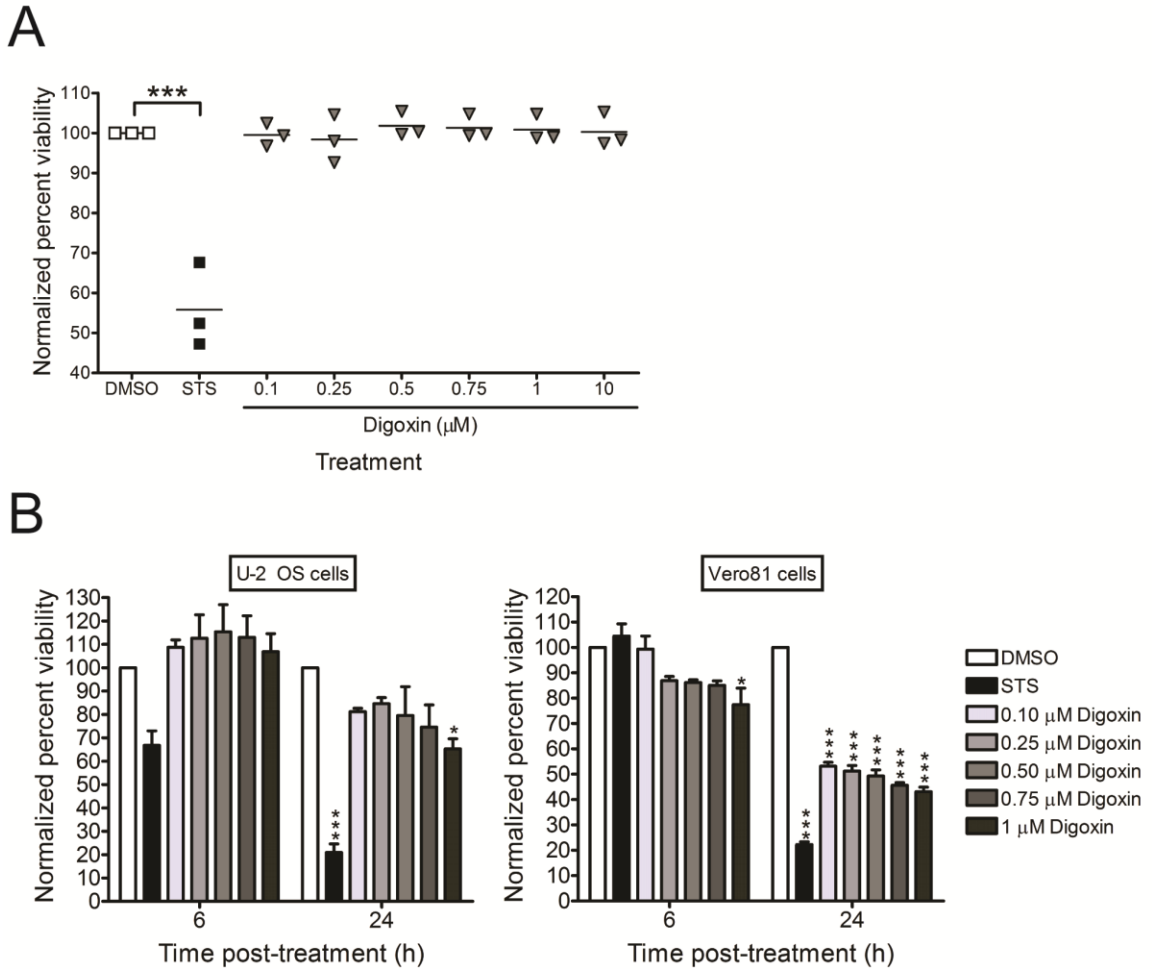 A
Normalized percent viability
110
100
90
80
70
60
50
40
***
DMSO STS 0.1 0.25 0.5 0.75 1 10
Digoxin (μM)
Treatment
B
U-2 OS cells
Normalized percent viability
130
120
110
100
90
80
70
60
50
40
30
20
10
0
***
*
6 24
Time post-treatment (h)
Vero81 cells
Normalized percent viability
120
110
100
90
80
70
60
50
40
30
20
10
0
*
***
***
***
***
***
***
6 24
Time post-treatment (h)
DMSO
STS
0.10 μM Digoxin
0.25 μM Digoxin
0.50 μM Digoxin
0.75 μM Digoxin
1 μM Digoxin